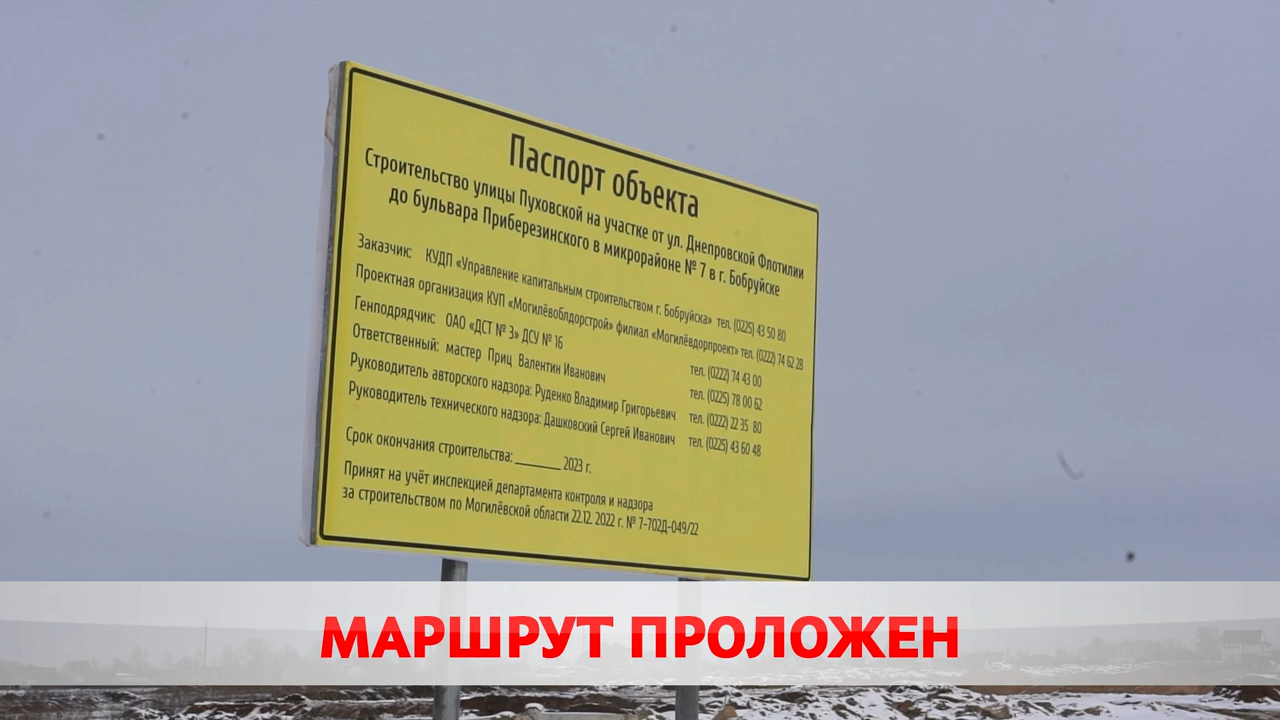 Паспорт объекта
Строительство улицы Пуховской на участке от ул. Днепровской Флотилии
до бульвара Приберезинского в микрорайоне № 7 в г. Бобруйске
Заказчик: КУДП «Управление капитальным строительством г. Бобруйска» тел. (0225) 43 50 80
Проектная организация КУП «Могилёвоблдорстрой» филиал «Могилёвдорпроект» тел. (0222) 74 62 28
Генподрядчик: ОАО «ДСТ № 3» ДСУ № 16 тел. (0222) 74 43 00
Ответственный: мастер Приц Валентин Иванович тел. (0225) 78 00 62
Руководитель авторского надзора: Руденко Владимир Григорьевич тел. (0222) 22 35 80
Руководитель технического надзора: Дашковский Сергей Иванович тел. (0225) 43 60 48
Срок окончания строительства: ________ 2023 г.
Принят на учёт инспекцией департамента контроля и надзора
за строительством по Могилёвской области 22.12. 2022 г. № 7-702Д-049/22
МАРШРУТ ПРОЛОЖЕН